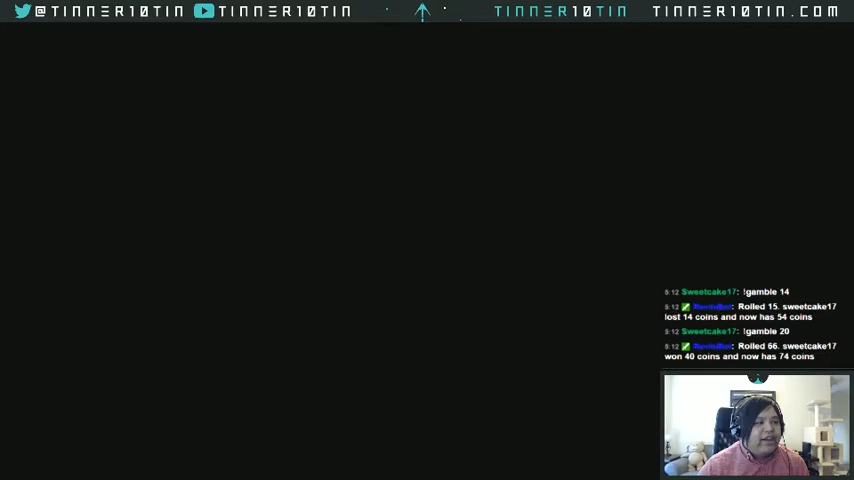 @TINNER10TIN TINNER10TIN TINNER10TIN TINNER10TIN.COM
5:12 Sweetcake17: !gamble 14
5:12 : Rolled 15. sweetcake17
lost 14 coins and now has 54 coins
5:12 Sweetcake17: !gamble 20
5:12 : Rolled 66. sweetcake17
won 40 coins and now has 74 coins